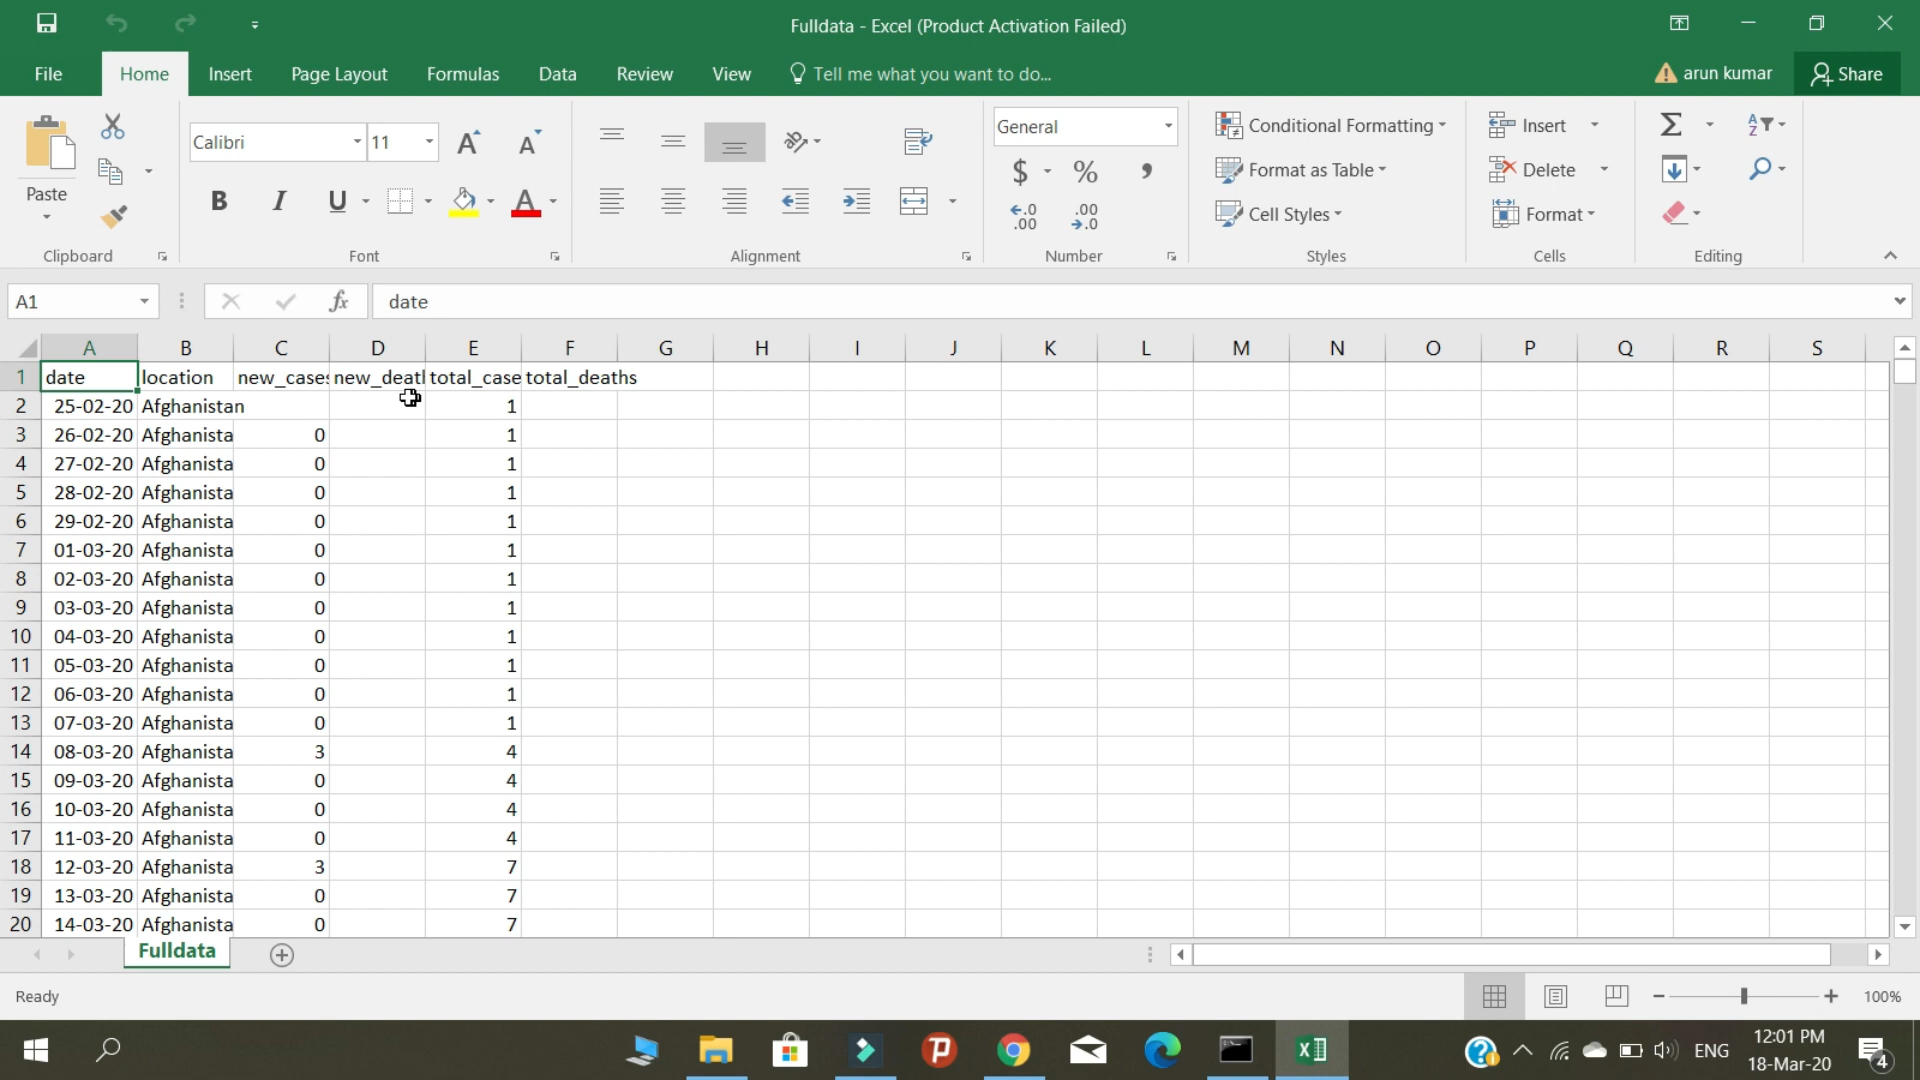 Fulldata - Excel (Product Activation Failed)
File Home Insert Page Layout Formulas Data Review View Tell me what you want to do... arun kumar Share
Paste
Clipboard
Calibri 11
B I U A
Font
Alignment
General
$ % ,
Number
Conditional Formatting
Format as Table
Cell Styles
Styles
Insert
Delete
Format
Cells
Editing
A1 fx date
A B C D E F G H I J K L M N O P Q R S
1 date location new_cases new_deatl total_case total_deaths
2 25-02-20 Afghanistan 1
3 26-02-20 Afghanista 0 1
4 27-02-20 Afghanista 0 1
5 28-02-20 Afghanista 0 1
6 29-02-20 Afghanista 0 1
7 01-03-20 Afghanista 0 1
8 02-03-20 Afghanista 0 1
9 03-03-20 Afghanista 0 1
10 04-03-20 Afghanista 0 1
11 05-03-20 Afghanista 0 1
12 06-03-20 Afghanista 0 1
13 07-03-20 Afghanista 0 1
14 08-03-20 Afghanista 3 4
15 09-03-20 Afghanista 0 4
16 10-03-20 Afghanista 0 4
17 11-03-20 Afghanista 0 4
18 12-03-20 Afghanista 3 7
19 13-03-20 Afghanista 0 7
20 14-03-20 Afghanista 0 7
Fulldata
Ready 100%
ENG
12:01 PM
18-Mar-20
4